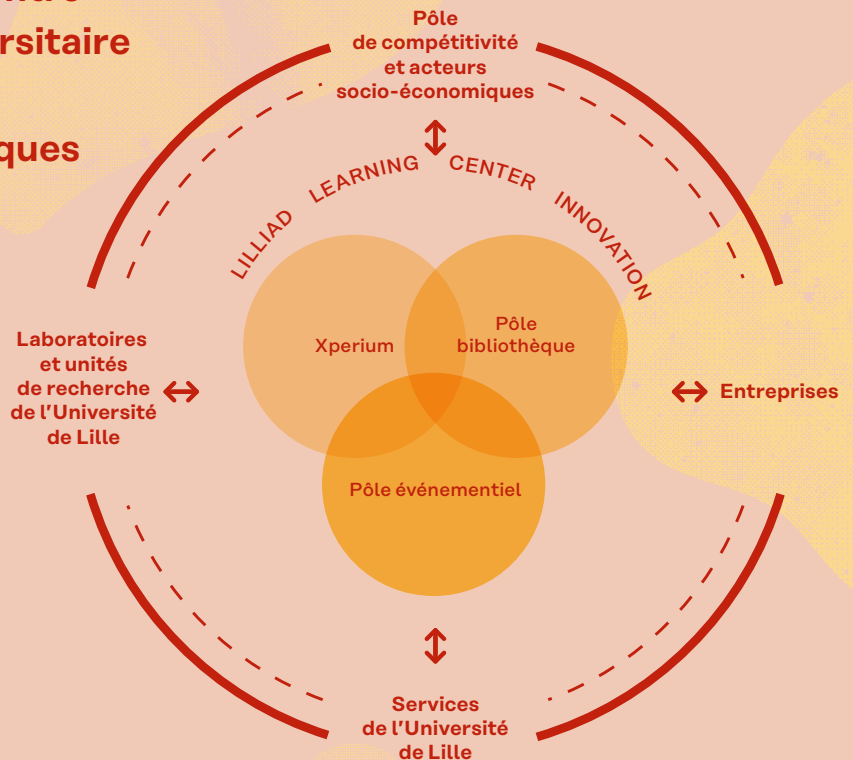 rsitaire
ques
Pôle
de compétitivité
et acteurs
socio-économiques
LILLIAD LEARNING CENTER INNOVATION
Laboratoires
et unités
de recherche
de l'Université
de Lille
Xperium
Pôle
bibliothèque
Entreprises
Pôle événementiel
Services
de l'Université
de Lille